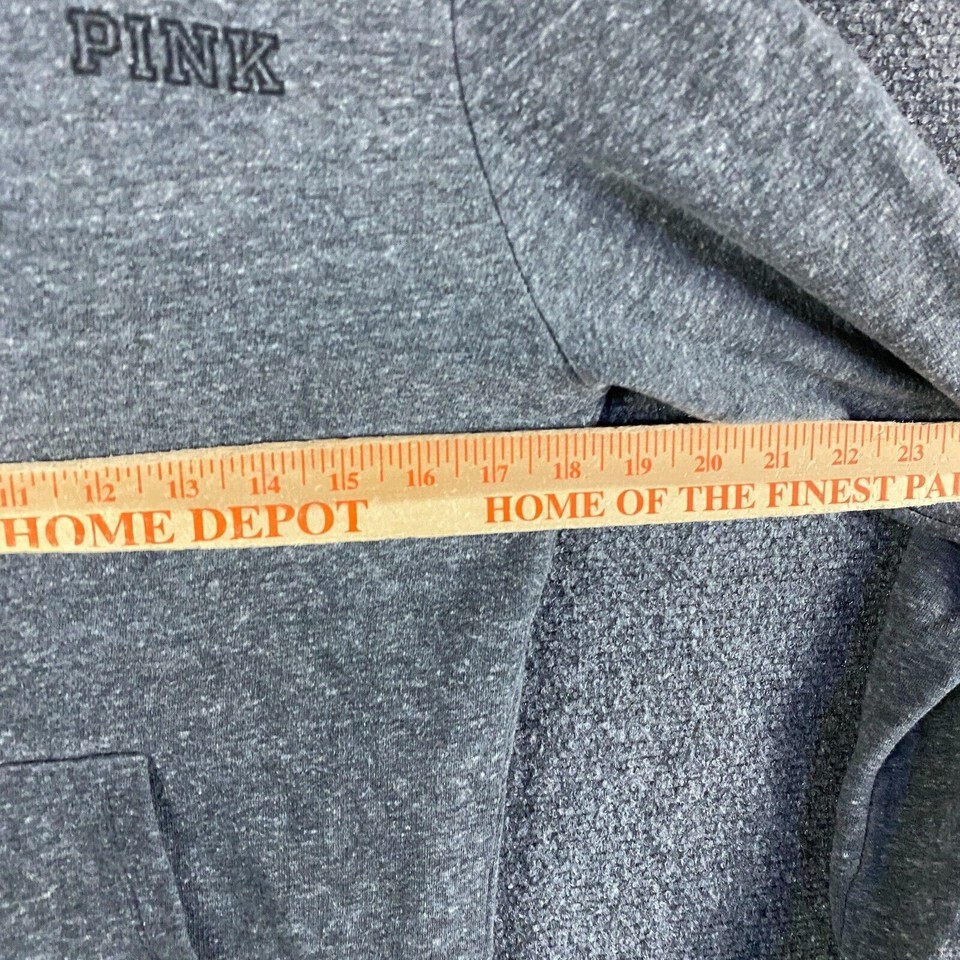 PINK
11 12 13 14 15 16 17 18 19 20 21 22 23
HOME DEPOT HOME OF THE FINEST PAI